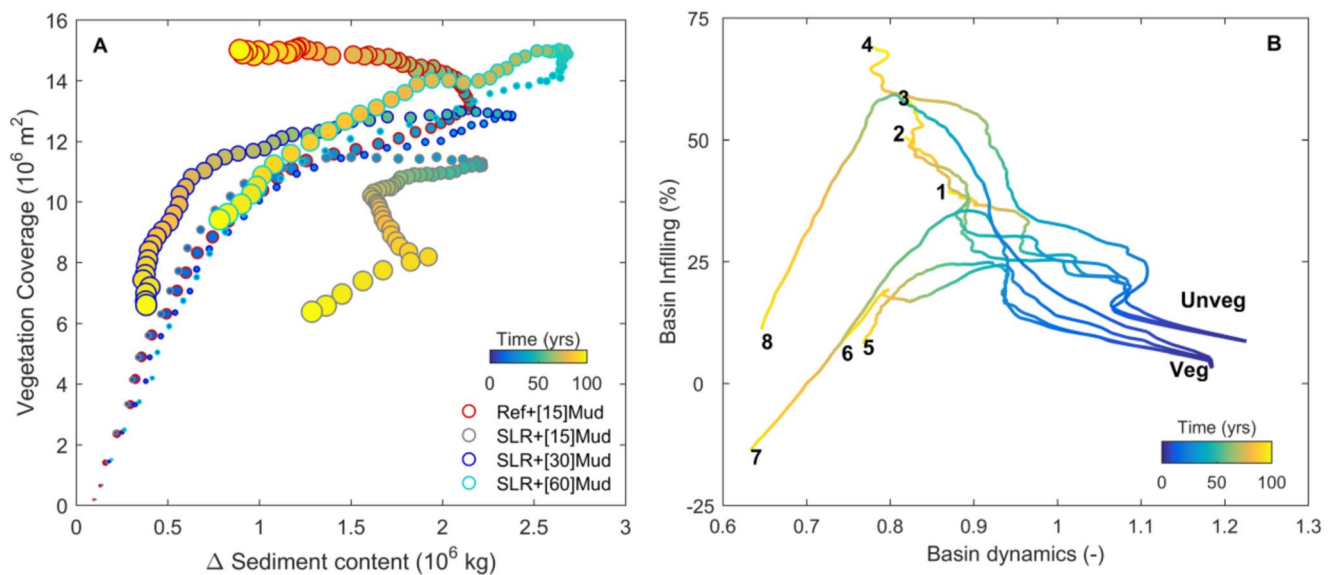 A
16
14
12
10
8
6
4
2
0
Vegetation Coverage (10⁶ m²)
0
0.5
1
1.5
2
2.5
3
Δ Sediment content (10⁶ kg)
Time (yrs)
0 50 100
Ref+[15]Mud
SLR+[15]Mud
SLR+[30]Mud
SLR+[60]Mud
B
75
50
25
0
-25
Basin Infilling (%)
4
3
2
1
8
6
5
7
Unveg
Veg
Time (yrs)
0 50 100
0.6 0.7 0.8 0.9 1 1.1 1.2 1.3
Basin dynamics (-)